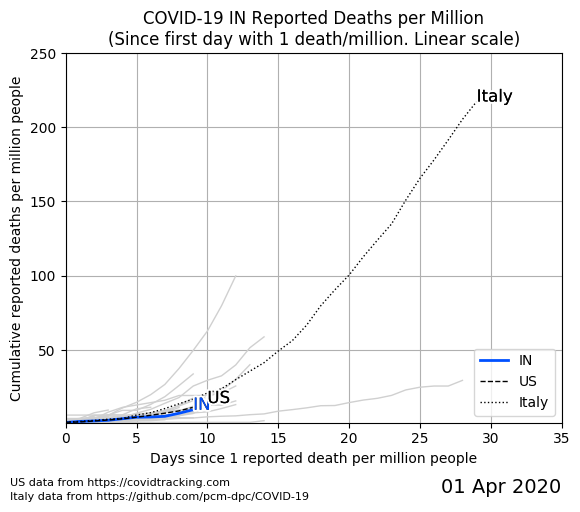 COVID-19 IN Reported Deaths per Million
(Since first day with 1 death/million. Linear scale)
Cumulative reported deaths per million people
250
200
150
100
50
Italy
IN
US
IN
US
Italy
0
5
10
15
20
25
30
35
Days since 1 reported death per million people
US data from https://covidtracking.com
Italy data from https://github.com/pcm-dpc/COVID-19
01 Apr 2020